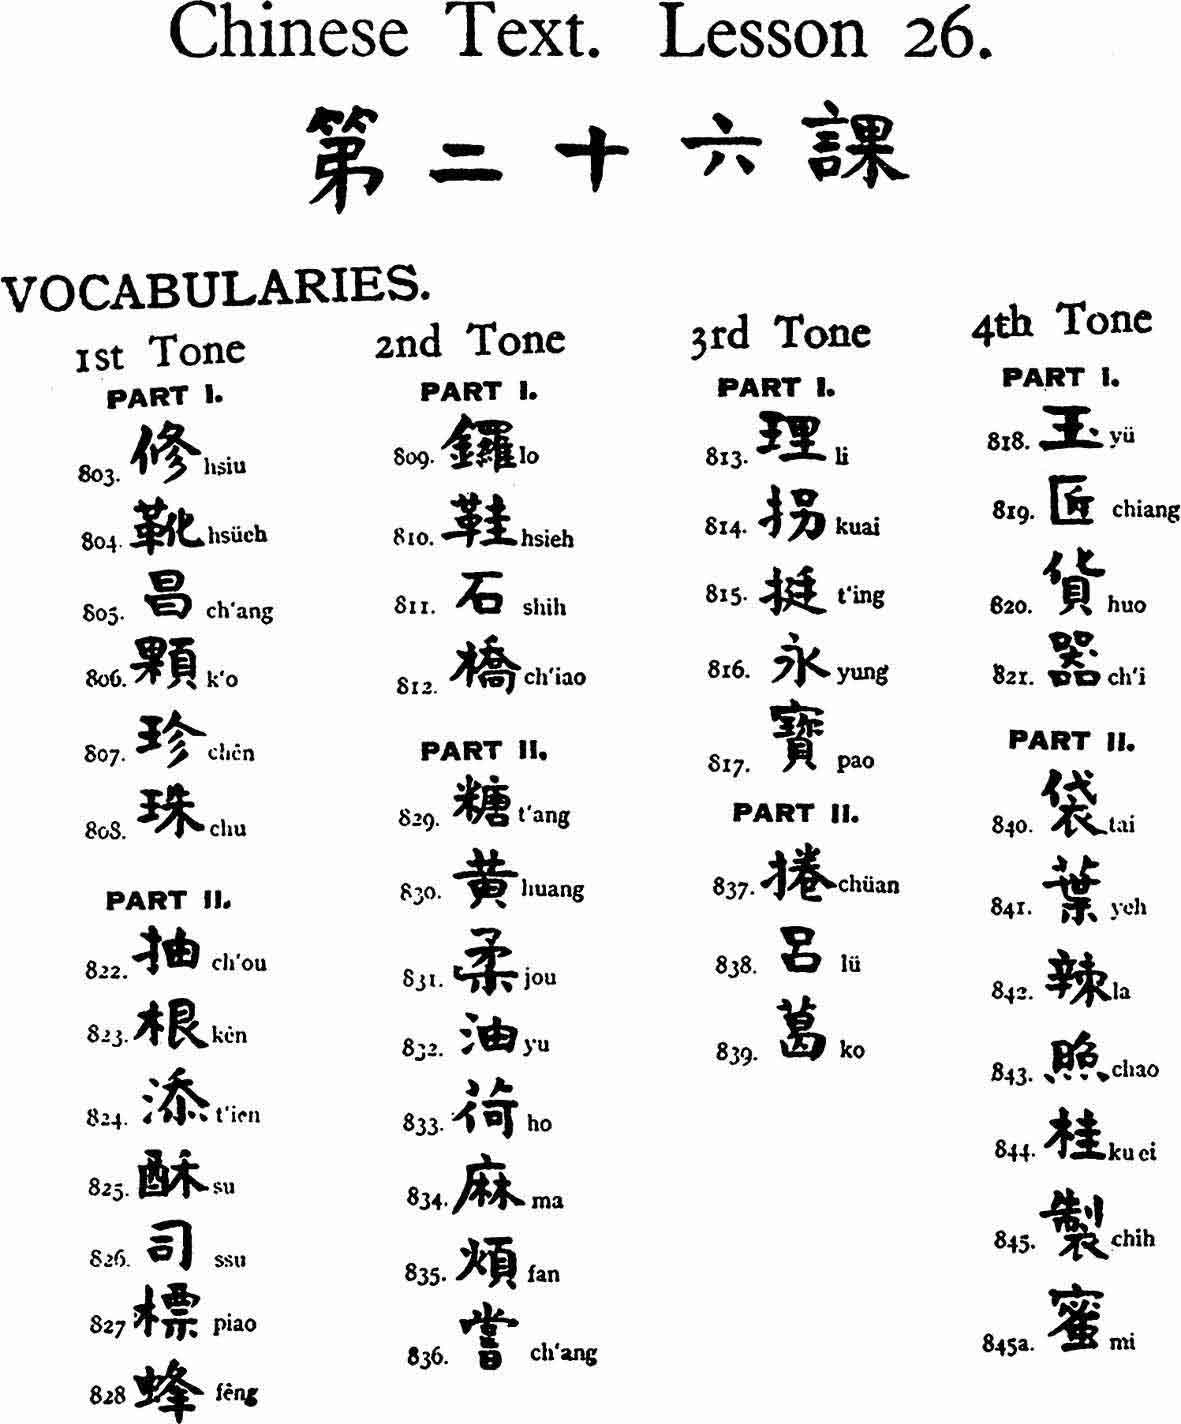 Chinese Text. Lesson 26.
第二十六課
VOCABULARIES.
1st Tone
PART I.
803. 修 hsiu
804. 靴 hsüeh
805. 昌 ch'ang
806. 顆 k'o
807. 珍 chên
808. 珠 chu
PART II.
822. 抽 ch'ou
823. 根 kên
824. 添 t'ien
825. 酥 su
826. 司 ssu
827 標 piao
828 蜂 fêng
2nd Tone
PART I.
809. 鑼 lo
810. 鞋 hsieh
811. 石 shih
812. 橋 ch'iao
PART II.
829. 糖 t'ang
830. 黃 huang
831. 柔 jou
832. 油 yu
833. 荷 ho
834. 麻 ma
835. 煩 fan
836. 嘗 ch'ang
3rd Tone
PART I.
813. 理 li
814. 拐 kuai
815. 挺 t'ing
816. 永 yung
817. 寶 pao
PART II.
837. 捲 chüan
838. 呂 lü
839. 葛 ko
4th Tone
PART I.
818. 玉 yü
819. 匠 chiang
820. 貨 huo
821. 器 ch'i
PART II.
840. 袋 tai
841. 葉 yeh
842. 辣 la
843. 照 chao
844. 桂 kuei
845. 製 chih
845a. 蜜 mi